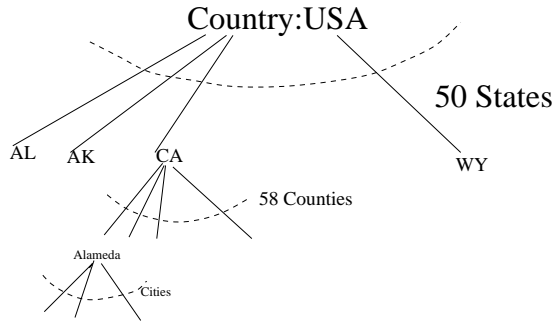 Country:USA
50 States
AL
AK
CA
WY
58 Counties
Alameda
Cities